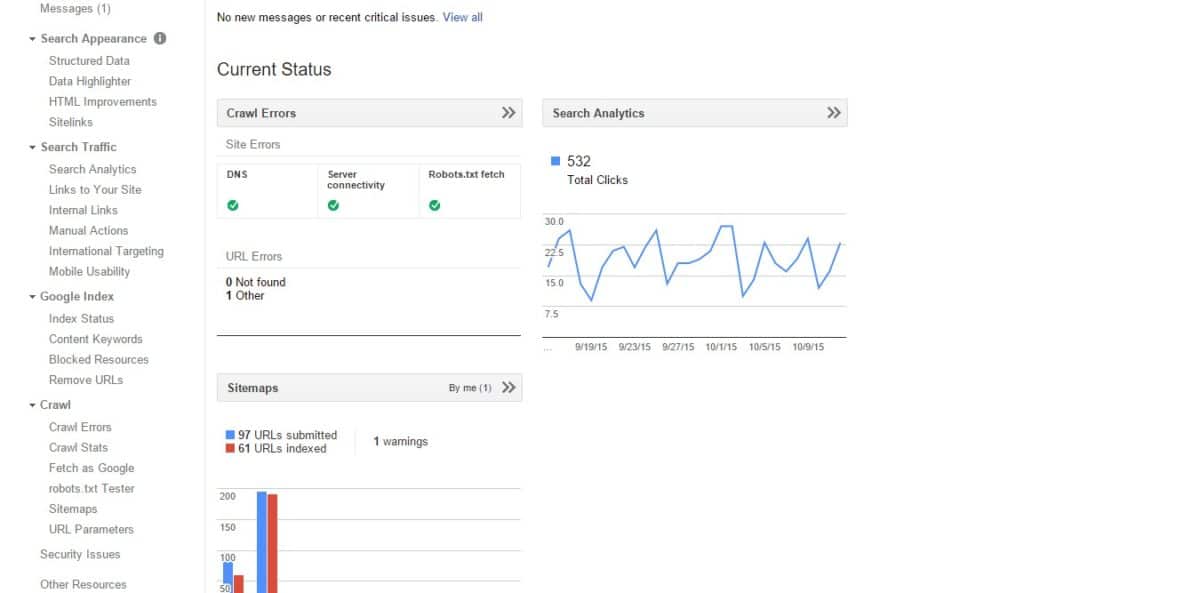 Messages (1)
Search Appearance
Structured Data
Data Highlighter
HTML Improvements
Sitelinks
Search Traffic
Search Analytics
Links to Your Site
Internal Links
Manual Actions
International Targeting
Mobile Usability
Google Index
Index Status
Content Keywords
Blocked Resources
Remove URLs
Crawl
Crawl Errors
Crawl Stats
Fetch as Google
robots.txt Tester
Sitemaps
URL Parameters
Security Issues
Other Resources
No new messages or recent critical issues. View all
Current Status
Crawl Errors
Site Errors
DNS
Server
connectivity
Robots.txt fetch
URL Errors
0 Not found
1 Other
Search Analytics
532
Total Clicks
30.0
22.5
15.0
7.5
... 9/19/15 9/23/15 9/27/15 10/1/15 10/5/15 10/9/15
Sitemaps By me (1)
97 URLs submitted
61 URLs indexed
1 warnings
200
150
100
50